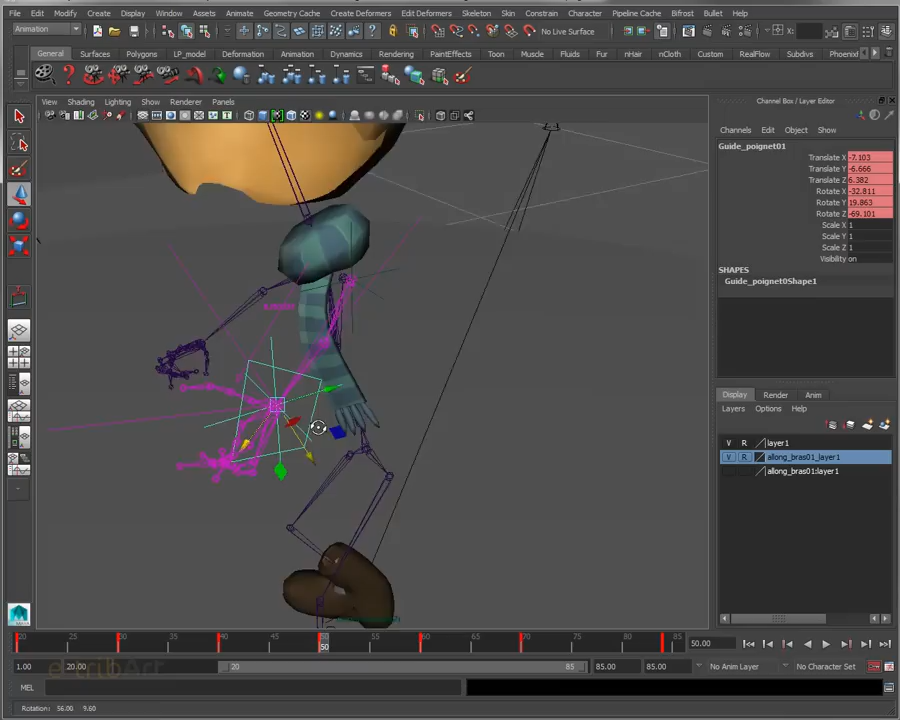 File Edit Modify Create Display Window Assets Animate Geometry Cache Create Deformers Edit Deformers Skeleton Skin Constrain Character Pipeline Cache Bifrost Muscle Help
Animation No Live Surface X:
General Surfaces Polygons LP_model Deformation Animation Dynamics Rendering PaintEffects Toon Muscle Fluids Fur nHair nCloth Custom RealFlow Subdivs Phoenix
View Shading Lighting Show Renderer Panels
Channel Box / Layer Editor
Channels Edit Object Show
Guide_poignet01
Translate X -7.103
Translate Y -6.666
Translate Z 6.382
Rotate X -32.811
Rotate Y 19.863
Rotate Z -69.101
Scale X 1
Scale Y 1
Scale Z 1
Visibility on
SHAPES
Guide_poignet0Shape1
Display Render Anim
Layers Options Help
V R layer1
V R allong_bras01_layer1
allong_bras01:layer1
20 25 30 35 40 45 50 55 60 65 70 75 80 85
50
50.00
1.00 20.00 20 85 85.00 85.00 No Anim Layer No Character Set
MEL
Rotation: 56.00 9.60